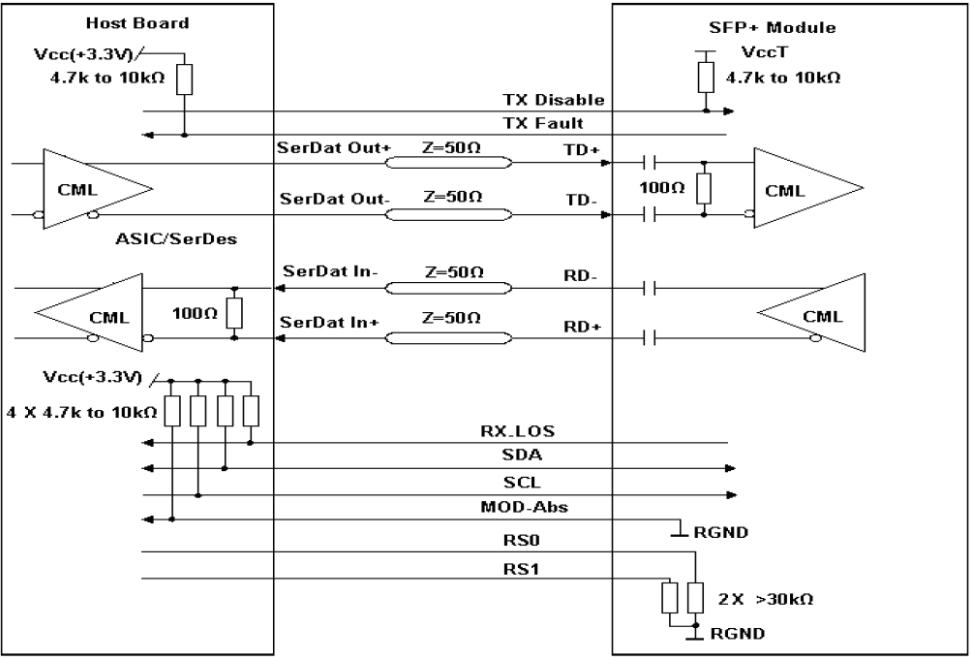 Host Board
SFP+ Module
Vcc(+3.3V)
VccT
4.7k to 10kΩ
4.7k to 10kΩ
TX Disable
TX Fault
SerDat Out+
Z=50Ω
TD+
CML
100Ω
CML
SerDat Out-
Z=50Ω
TD-
ASIC/SerDes
SerDat In-
Z=50Ω
RD-
CML
100Ω
SerDat In+
Z=50Ω
RD+
CML
Vcc(+3.3V)
4 X 4.7k to 10kΩ
RX_LOS
SDA
SCL
MOD-Abs
RGND
RS0
RS1
2X >30kΩ
RGND